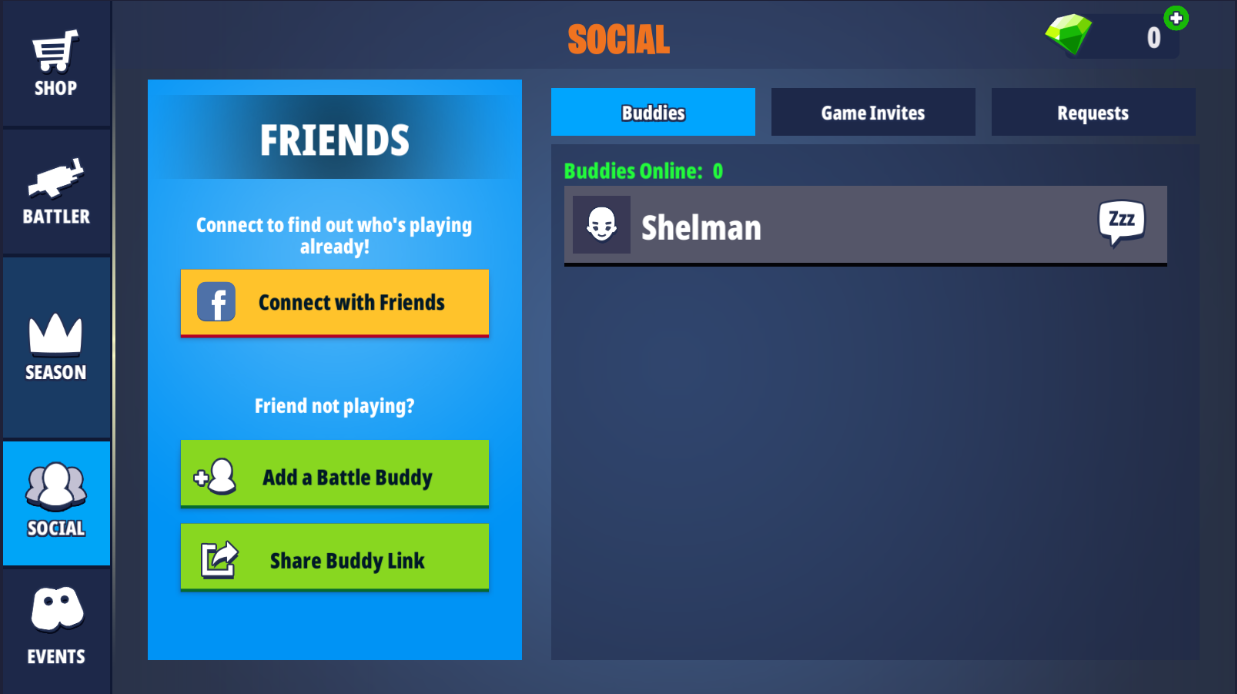 SHOP
BATTLER
SEASON
SOCIAL
EVENTS
SOCIAL
0
FRIENDS
Connect to find out who's playing
already!
f Connect with Friends
Friend not playing?
Add a Battle Buddy
Share Buddy Link
Buddies Game Invites Requests
Buddies Online: 0
Shelman Zzz